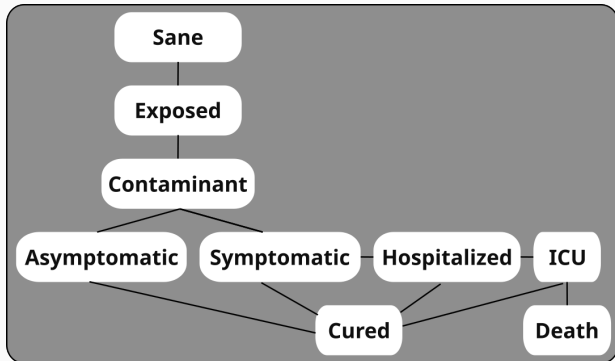 Sane
Exposed
Contaminant
Asymptomatic
Symptomatic
Hospitalized
ICU
Cured
Death